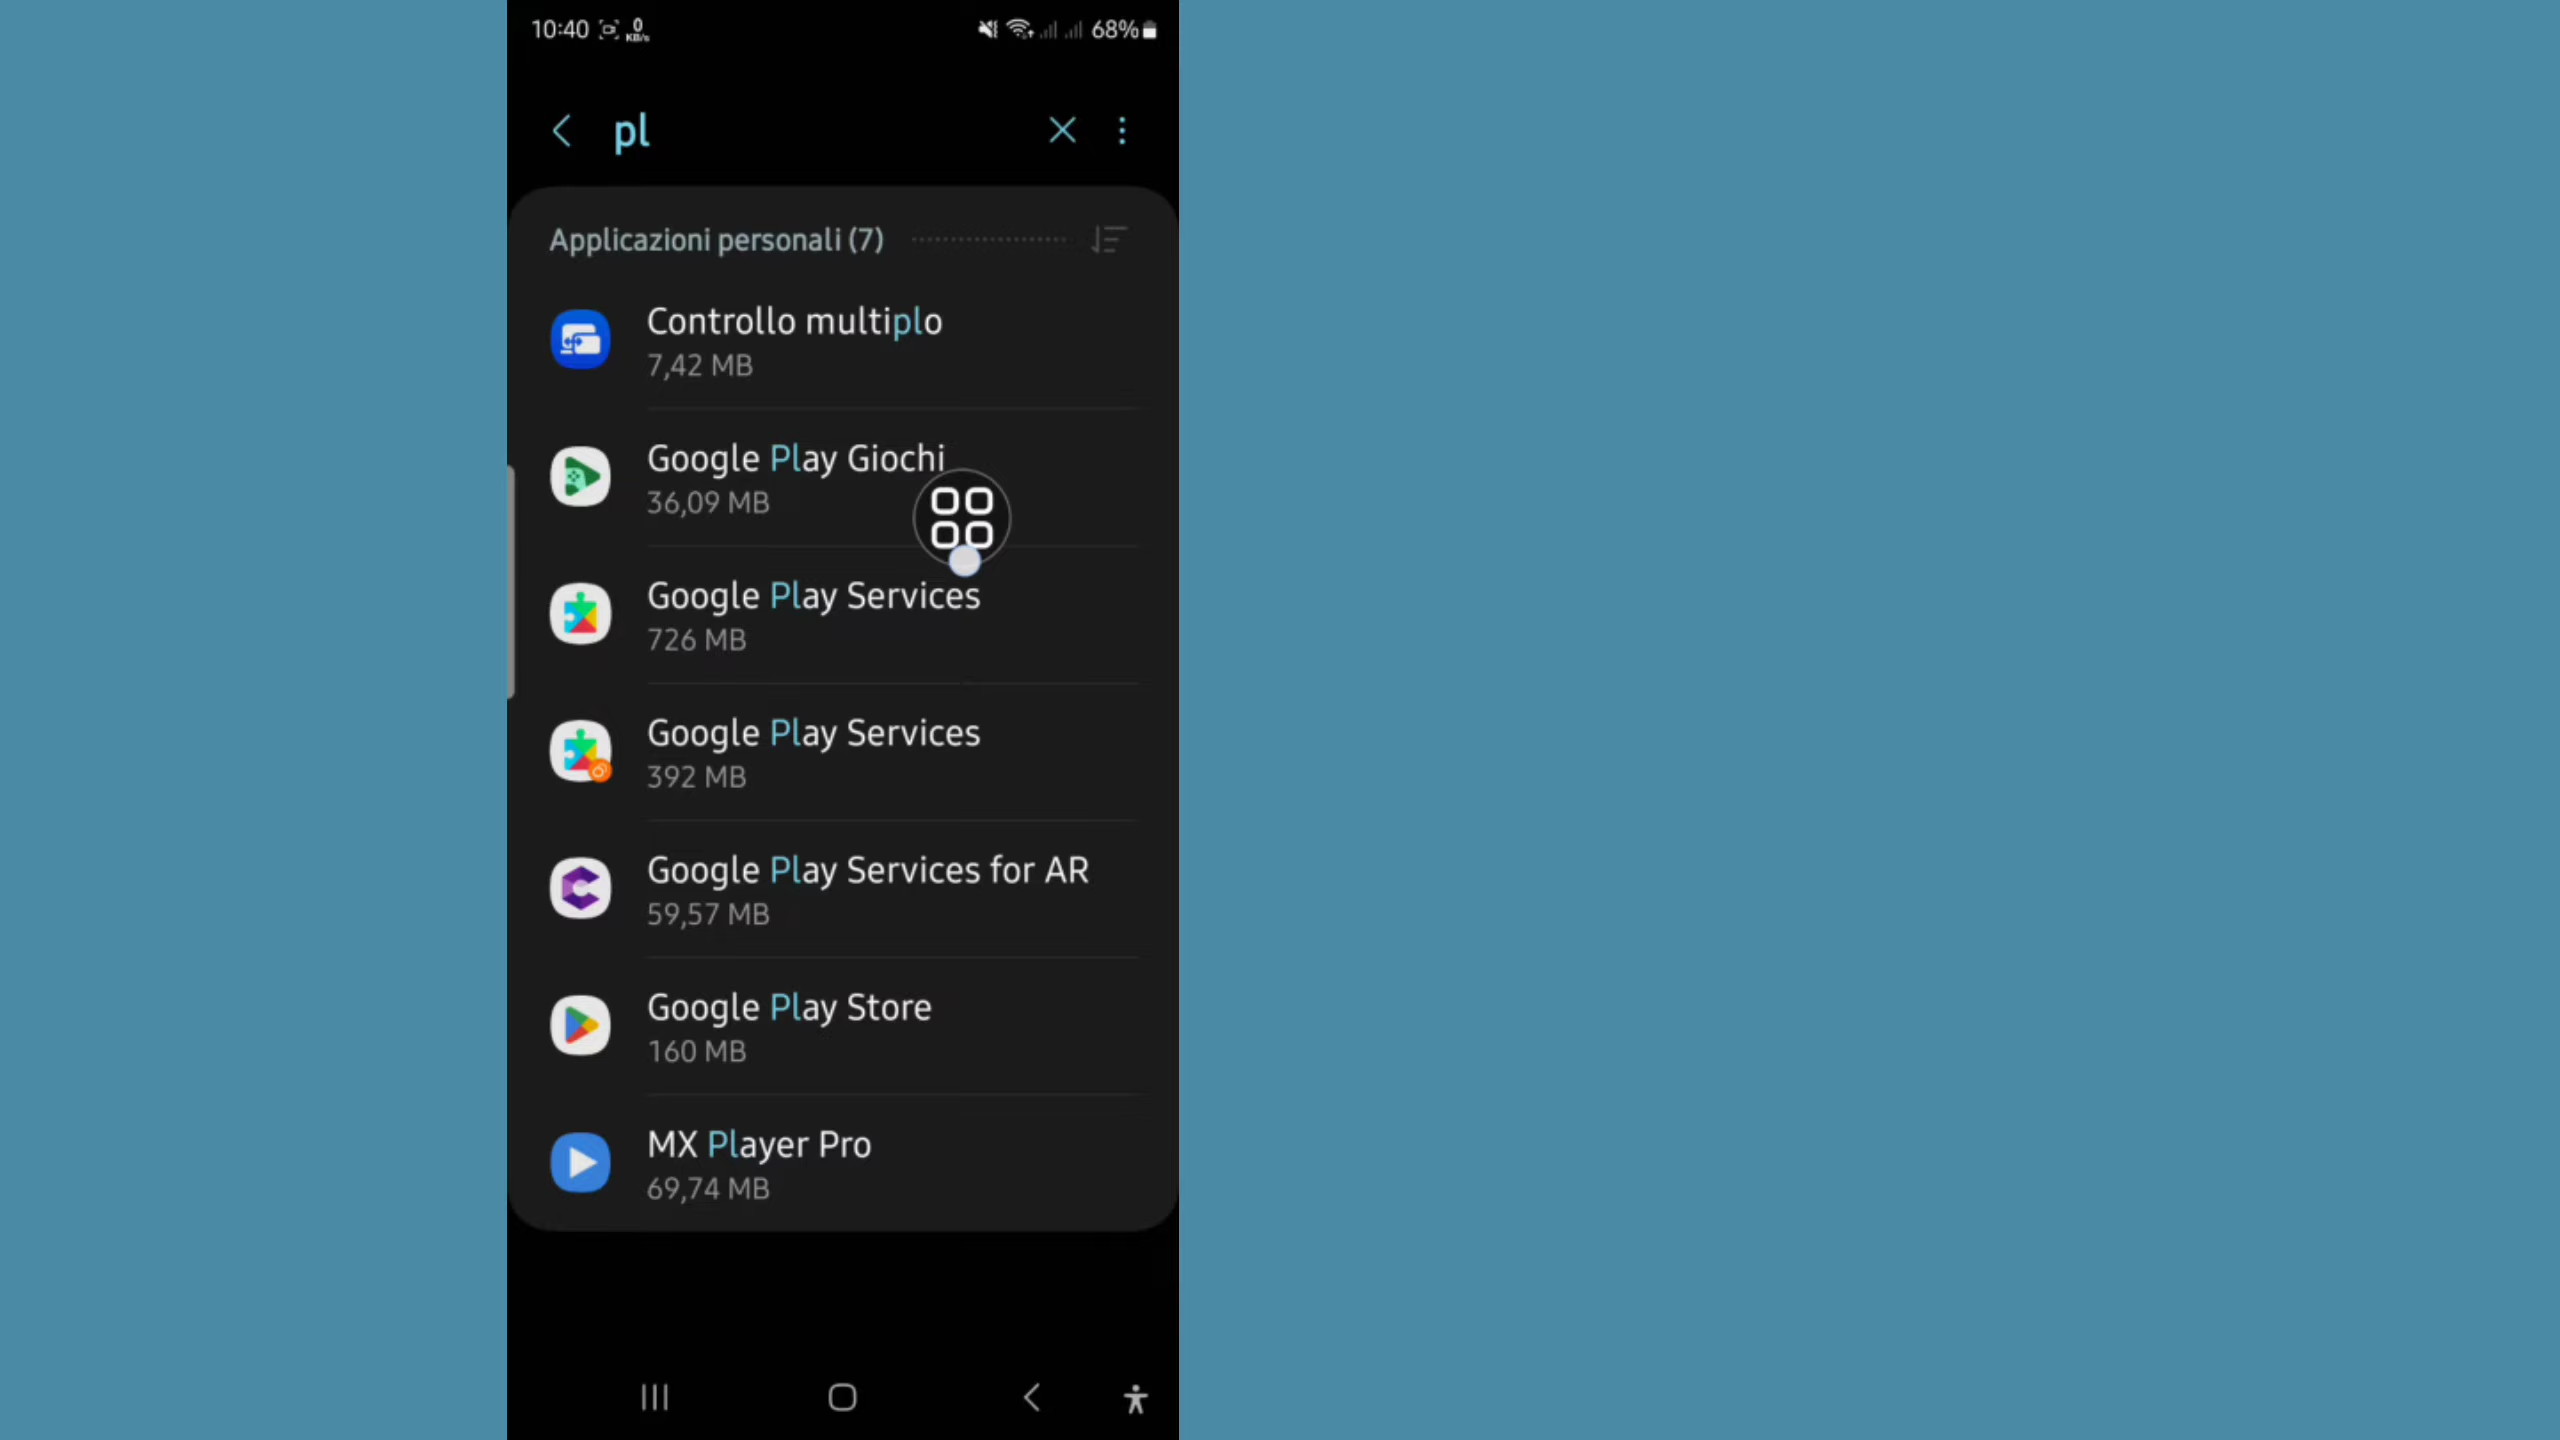 10:40 0 KB/s 68%
pl
Applicazioni personali (7)
Controllo multiplo
7,42 MB
Google Play Giochi
36,09 MB
Google Play Services
726 MB
Google Play Services
392 MB
Google Play Services for AR
59,57 MB
Google Play Store
160 MB
MX Player Pro
69,74 MB